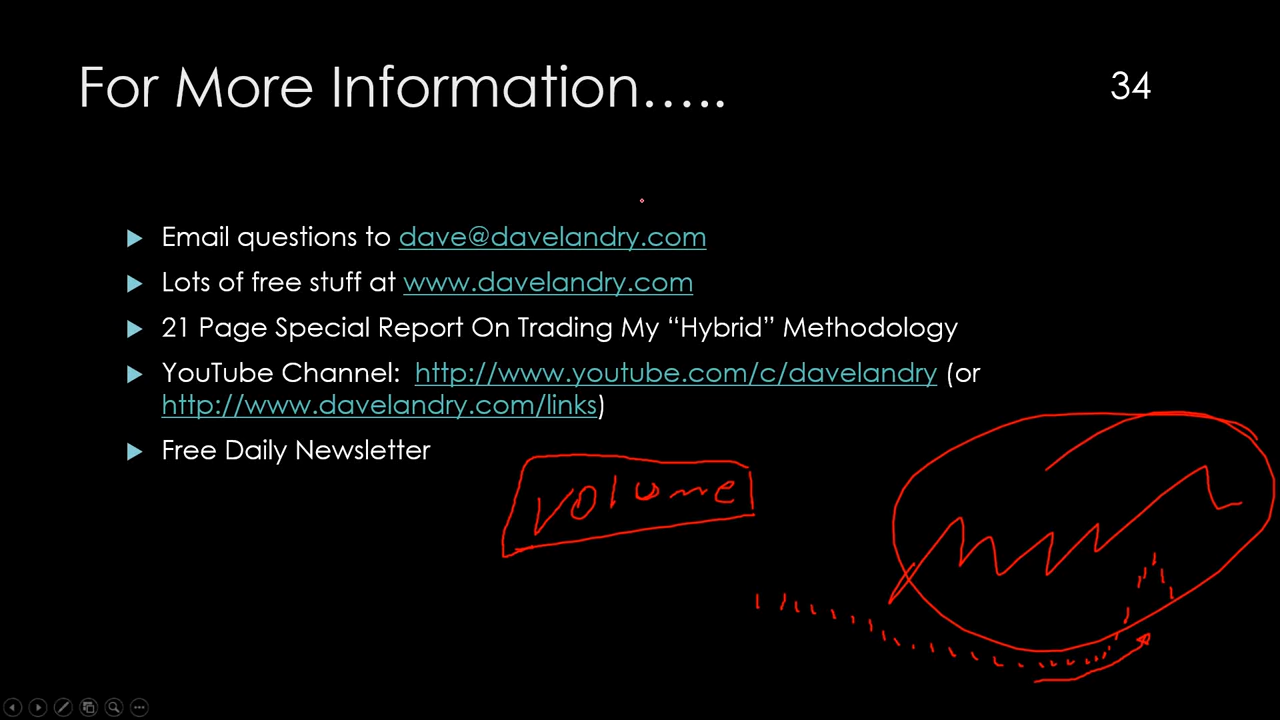 For More Information.....
34
Email questions to dave@davelandry.com
Lots of free stuff at www.davelandry.com
21 Page Special Report On Trading My “Hybrid” Methodology
YouTube Channel: http://www.youtube.com/c/davelandry (or
http://www.davelandry.com/links)
Free Daily Newsletter
volume